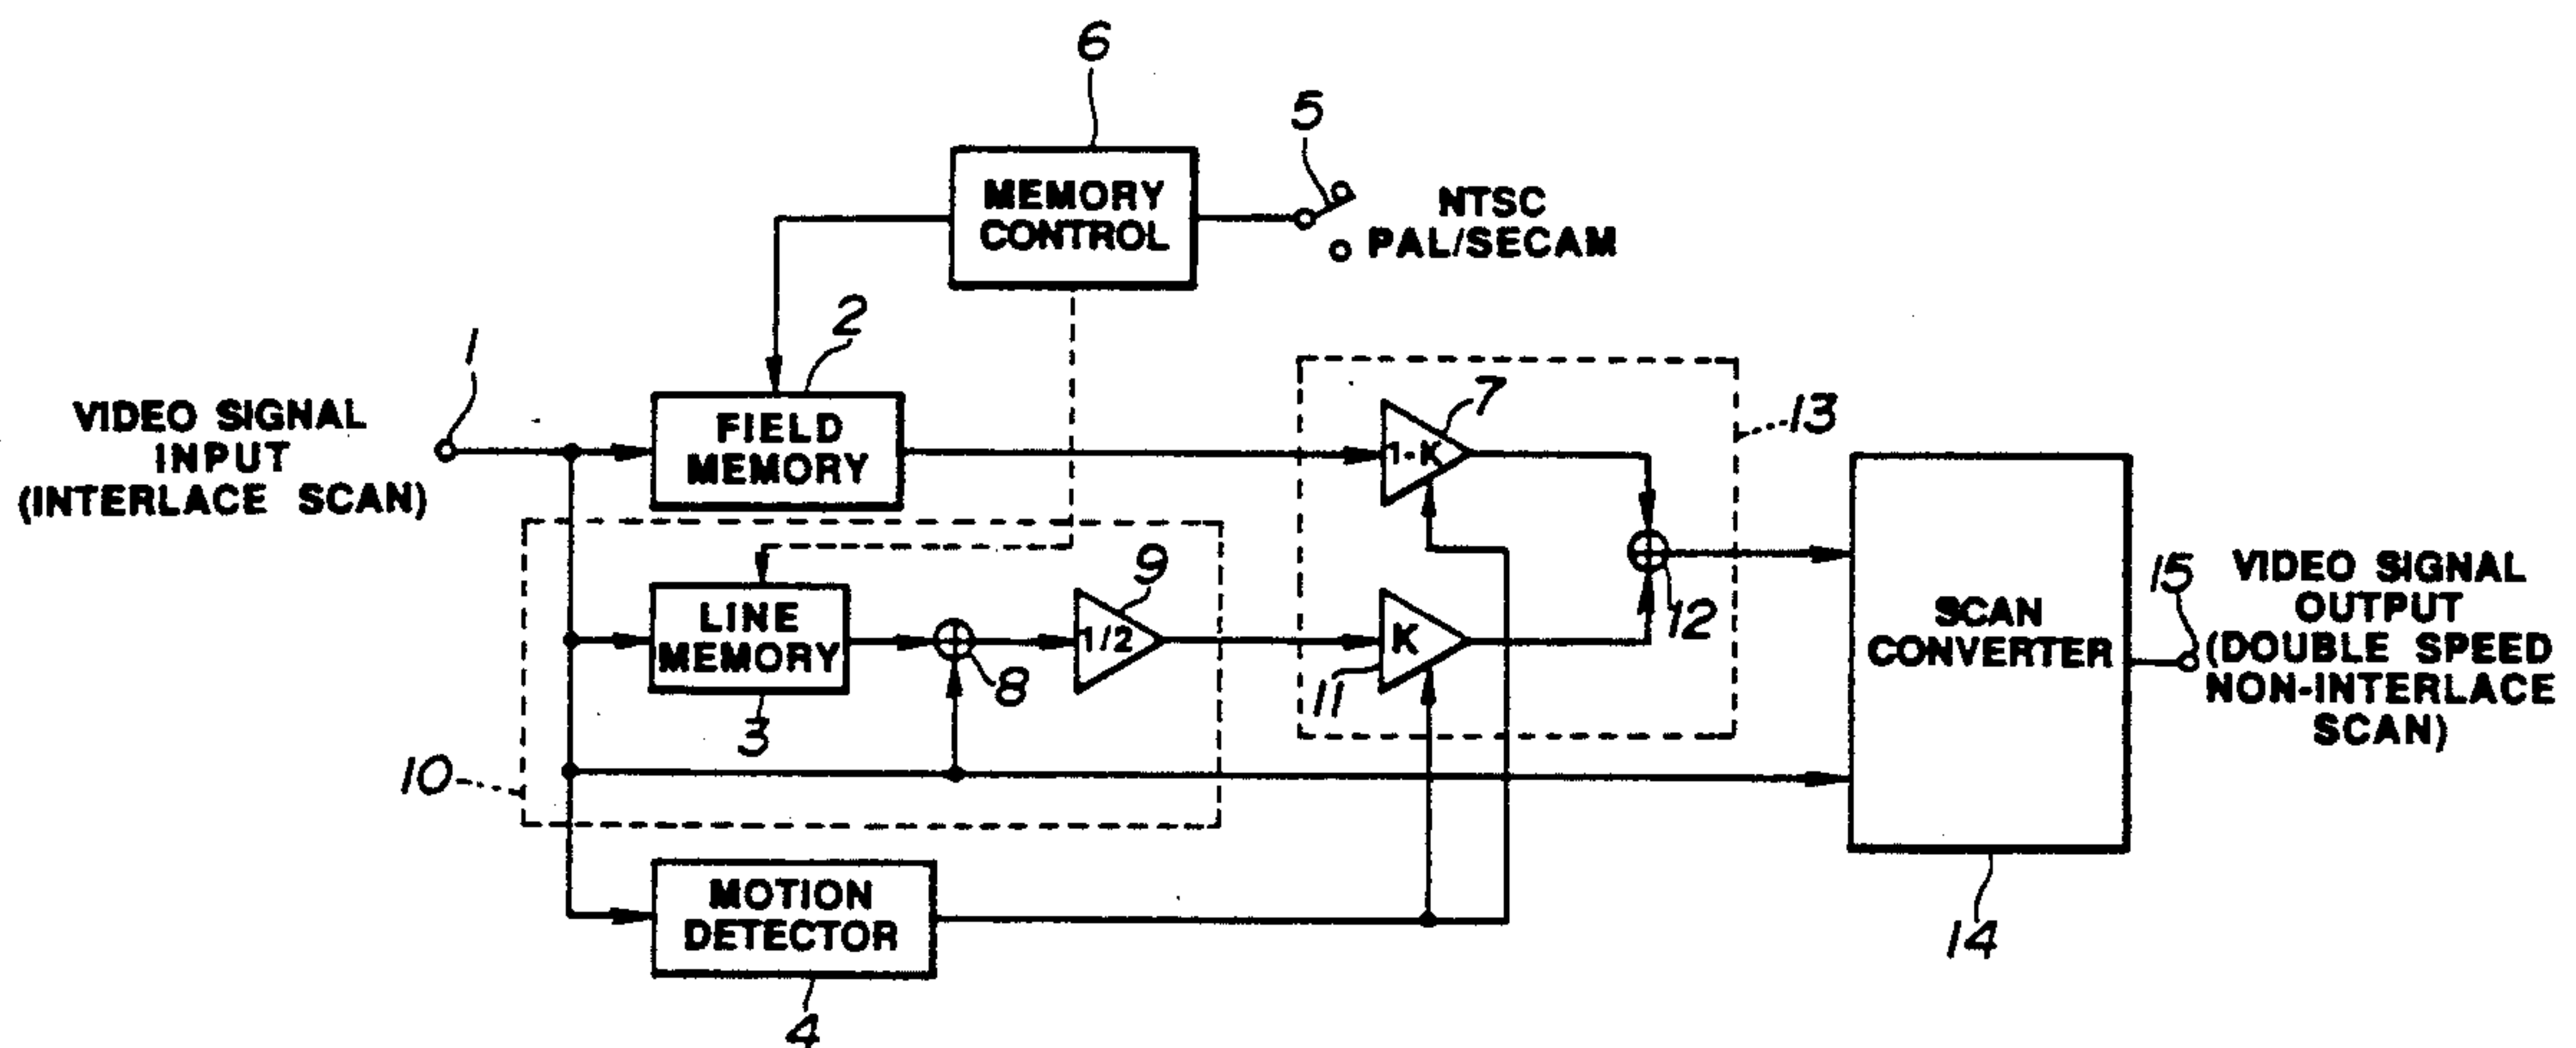 6
5
MEMORY
CONTROL
NTSC
PAL/SECAM
2
1
VIDEO SIGNAL
INPUT
(INTERLACE SCAN)
FIELD
MEMORY
7
1-K
13
9
LINE
MEMORY
1/2
8
3
K
11
12
10
SCAN
CONVERTER
15
VIDEO SIGNAL
OUTPUT
(DOUBLE SPEED
NON-INTERLACE
SCAN)
MOTION
DETECTOR
4
14